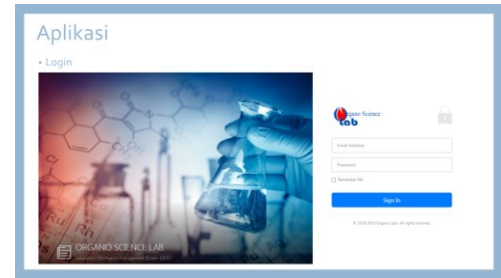 Aplikasi
• Login
ORGANO SCIENCE LAB
Organo Science
Lab
Email Address
Password
Remember Me
Sign In